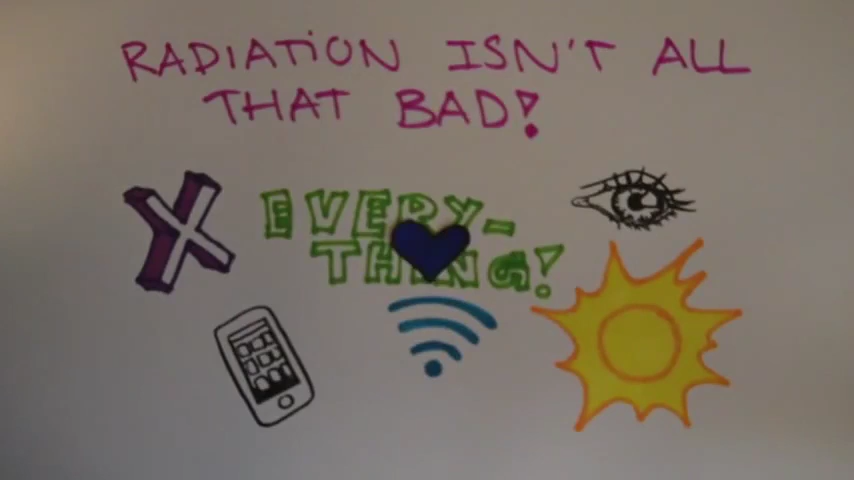 RADIATION ISN'T ALL
THAT BAD!
X
EVERY-
THING!